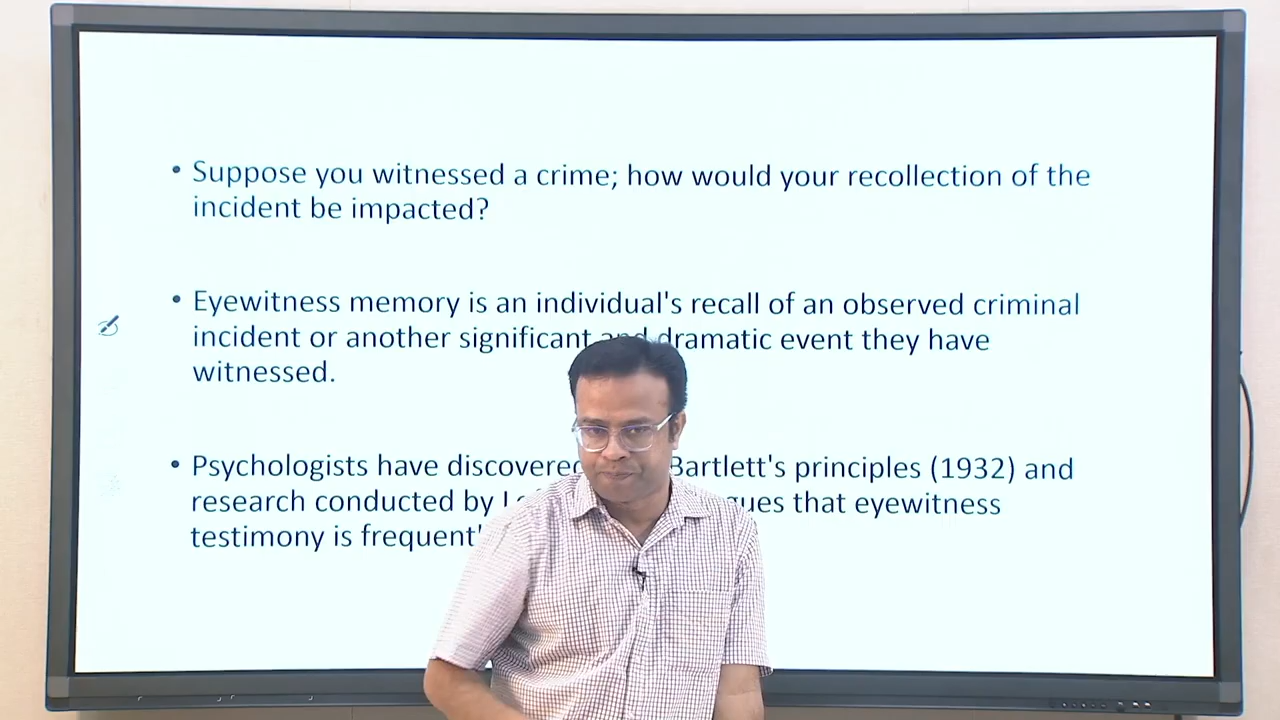 • Suppose you witnessed a crime; how would your recollection of the
incident be impacted?
• Eyewitness memory is an individual's recall of an observed criminal
incident or another significant and dramatic event they have
witnessed.
• Psychologists have discovered Bartlett's principles (1932) and
research conducted by that eyewitness
testimony is